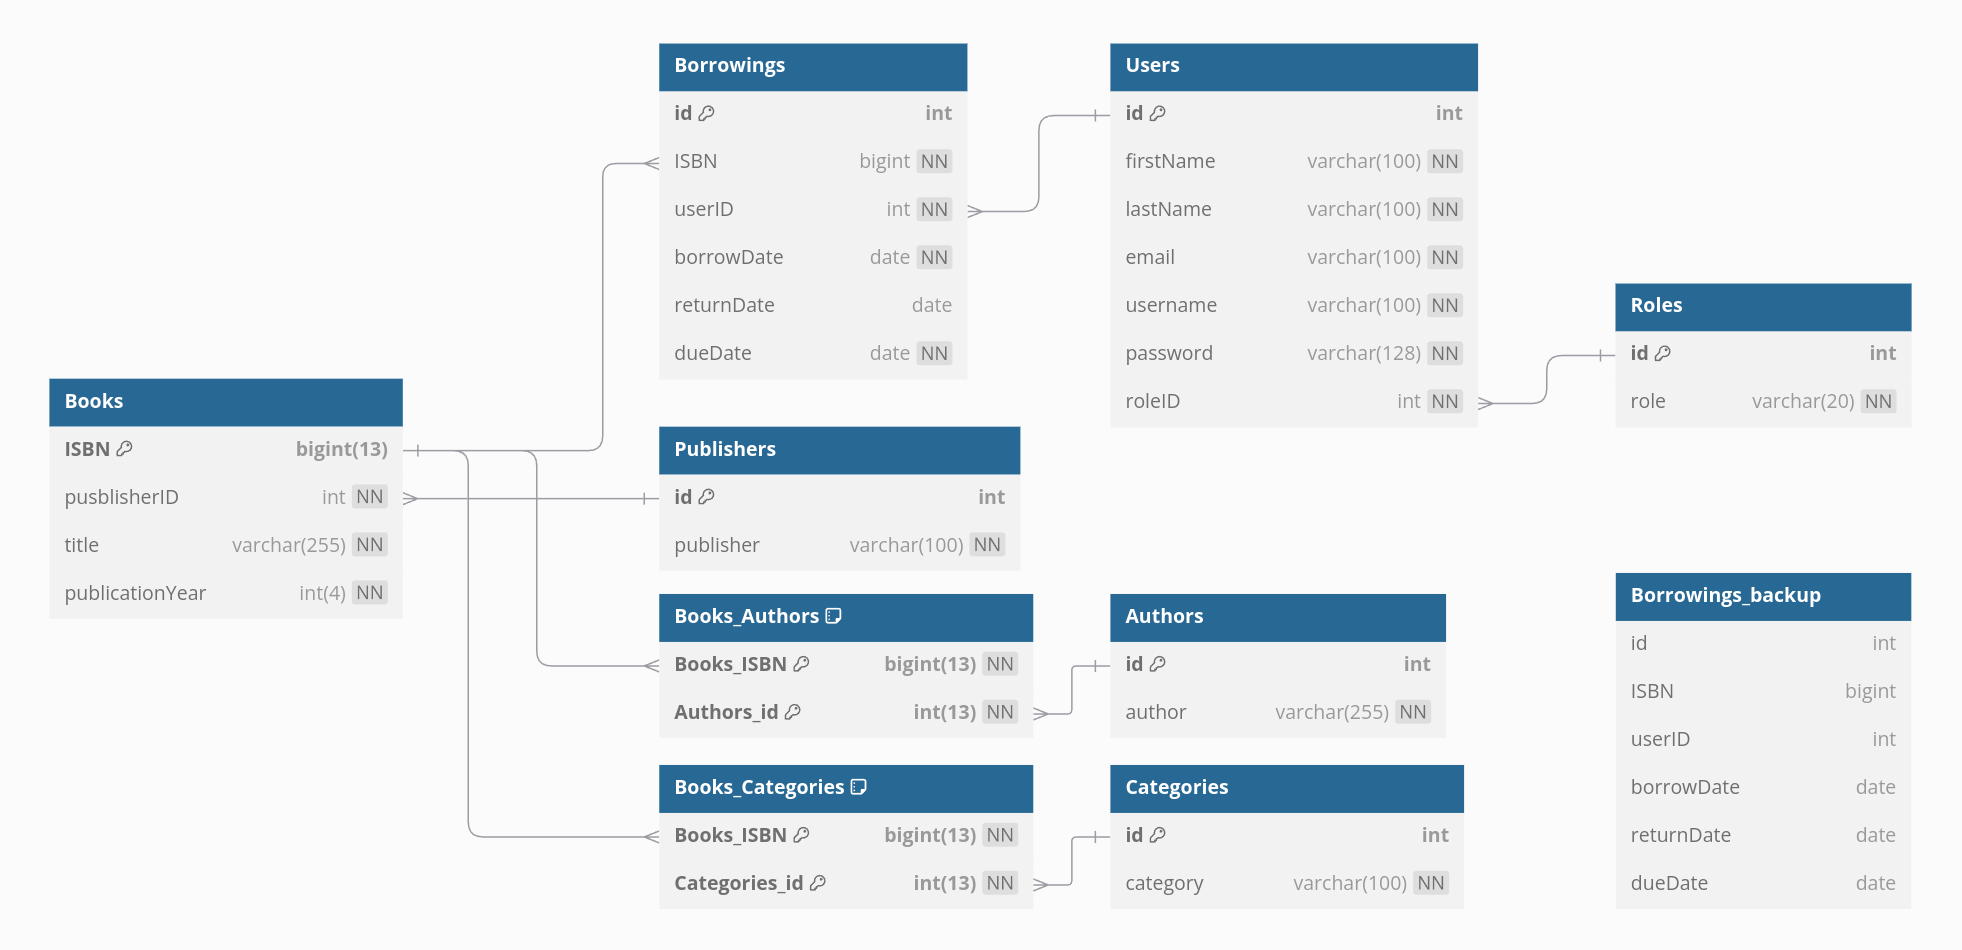 Borrowings
id int
ISBN bigint NN
userID int NN
borrowDate date NN
returnDate date
dueDate date NN
Users
id int
firstName varchar(100) NN
lastName varchar(100) NN
email varchar(100) NN
username varchar(100) NN
password varchar(128) NN
roleID int NN
Roles
id int
role varchar(20) NN
Books
ISBN bigint(13)
pusblisherID int NN
title varchar(255) NN
publicationYear int(4) NN
Publishers
id int
publisher varchar(100) NN
Books_Authors
Books_ISBN bigint(13) NN
Authors_id int(13) NN
Authors
id int
author varchar(255) NN
Books_Categories
Books_ISBN bigint(13) NN
Categories_id int(13) NN
Categories
id int
category varchar(100) NN
Borrowings_backup
id int
ISBN bigint
userID int
borrowDate date
returnDate date
dueDate date